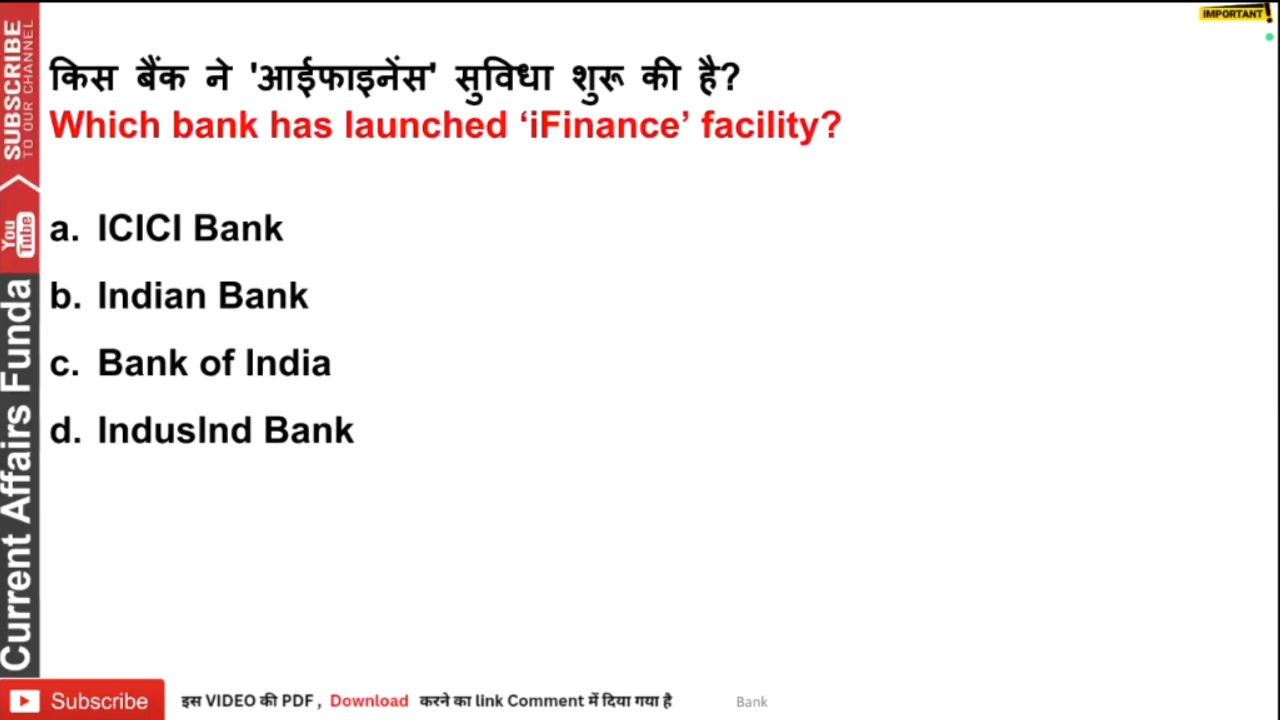 IMPORTANT!
किस बैंक ने 'आईफाइनेंस' सुविधा शुरू की है?
Which bank has launched ‘iFinance’ facility?
a. ICICI Bank
b. Indian Bank
c. Bank of India
d. IndusInd Bank
SUBSCRIBE
TO OUR CHANNEL
You Tube
Current Affairs Funda
Subscribe
इस VIDEO की PDF , Download करने का link Comment में दिया गया है
Bank